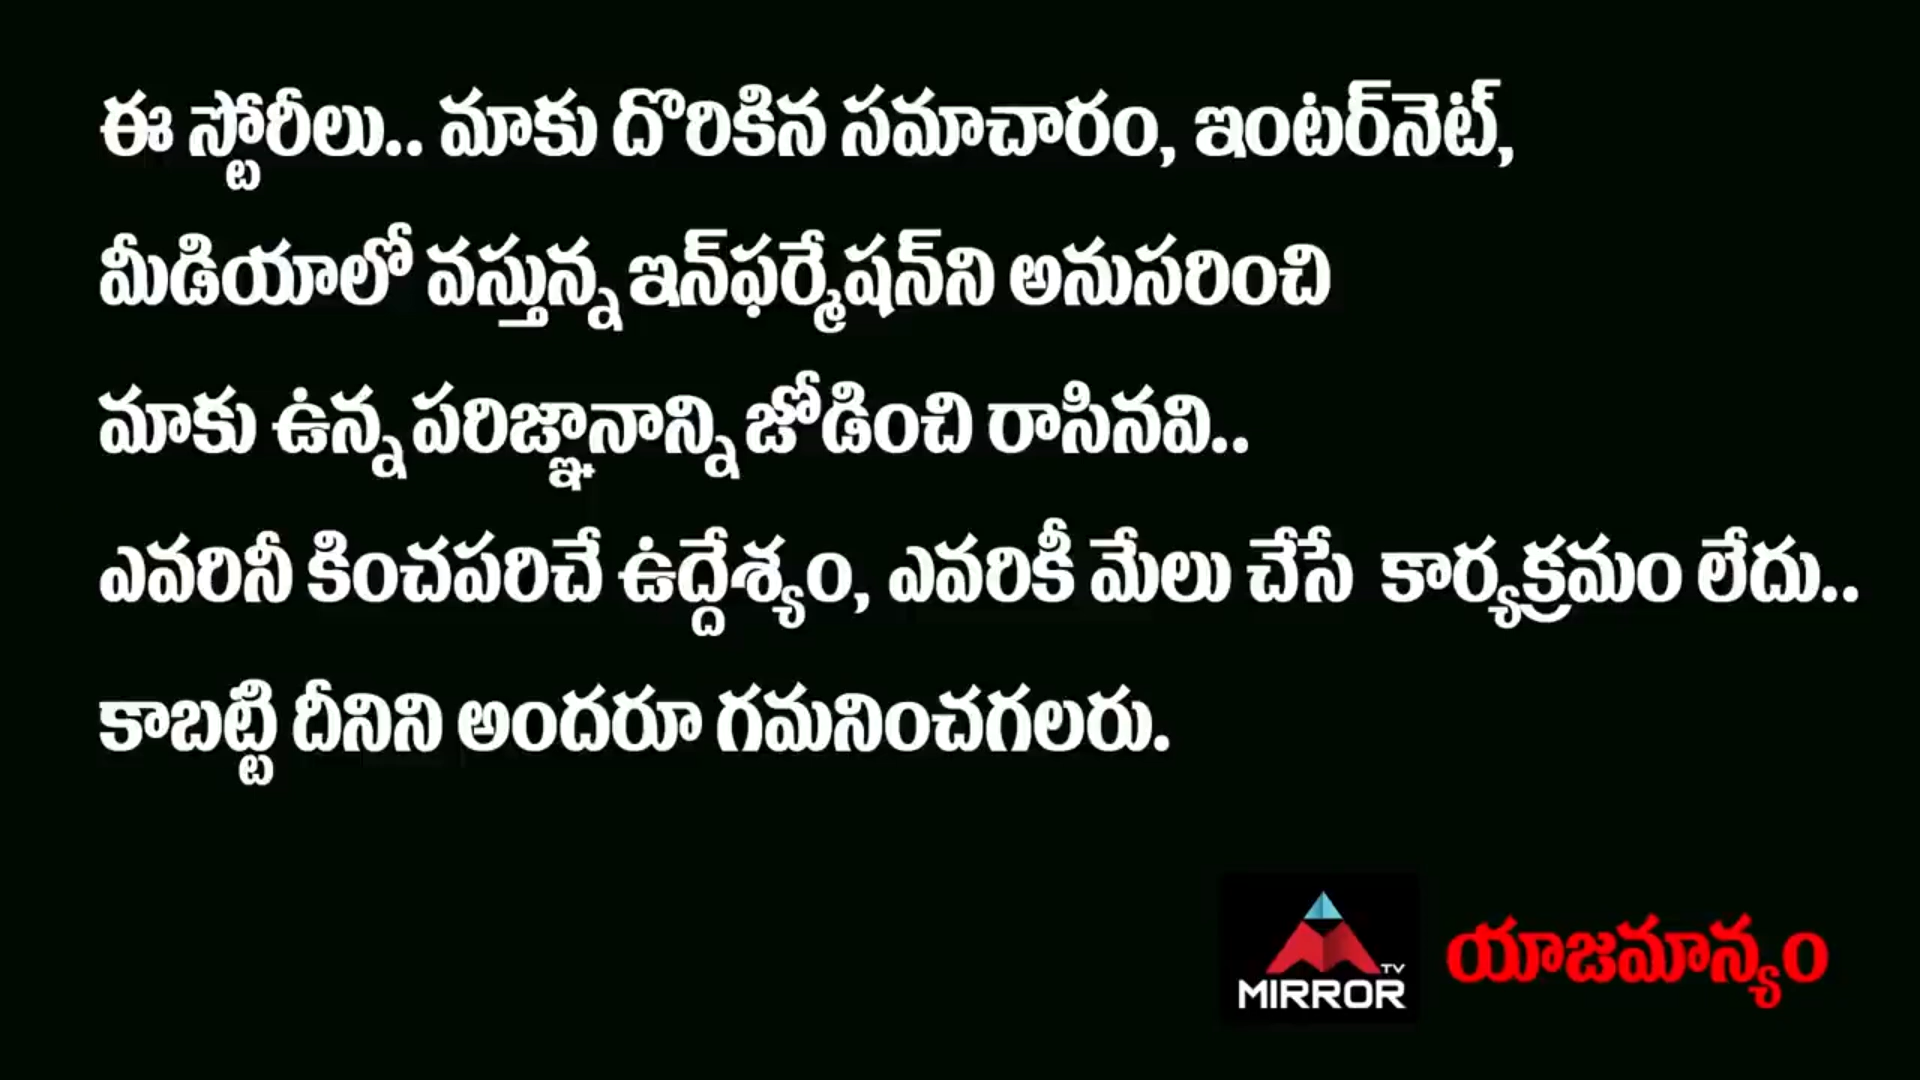 ఈ స్టోరీలు.. మాకు దొరికిన సమాచారం, ఇంటర్‌నెట్,
మీడియాలో వస్తున్న ఇన్‌ఫర్మేషన్‌ని అనుసరించి
మాకు ఉన్న పరిజ్ఞానాన్ని జోడించి రాసినవి..
ఎవరినీ కించపరిచే ఉద్దేశ్యం, ఎవరికీ మేలు చేసే కార్యక్రమం లేదు..
కాబట్టి దీనిని అందరూ గమనించగలరు.
MIRROR TV యాజమాన్యం